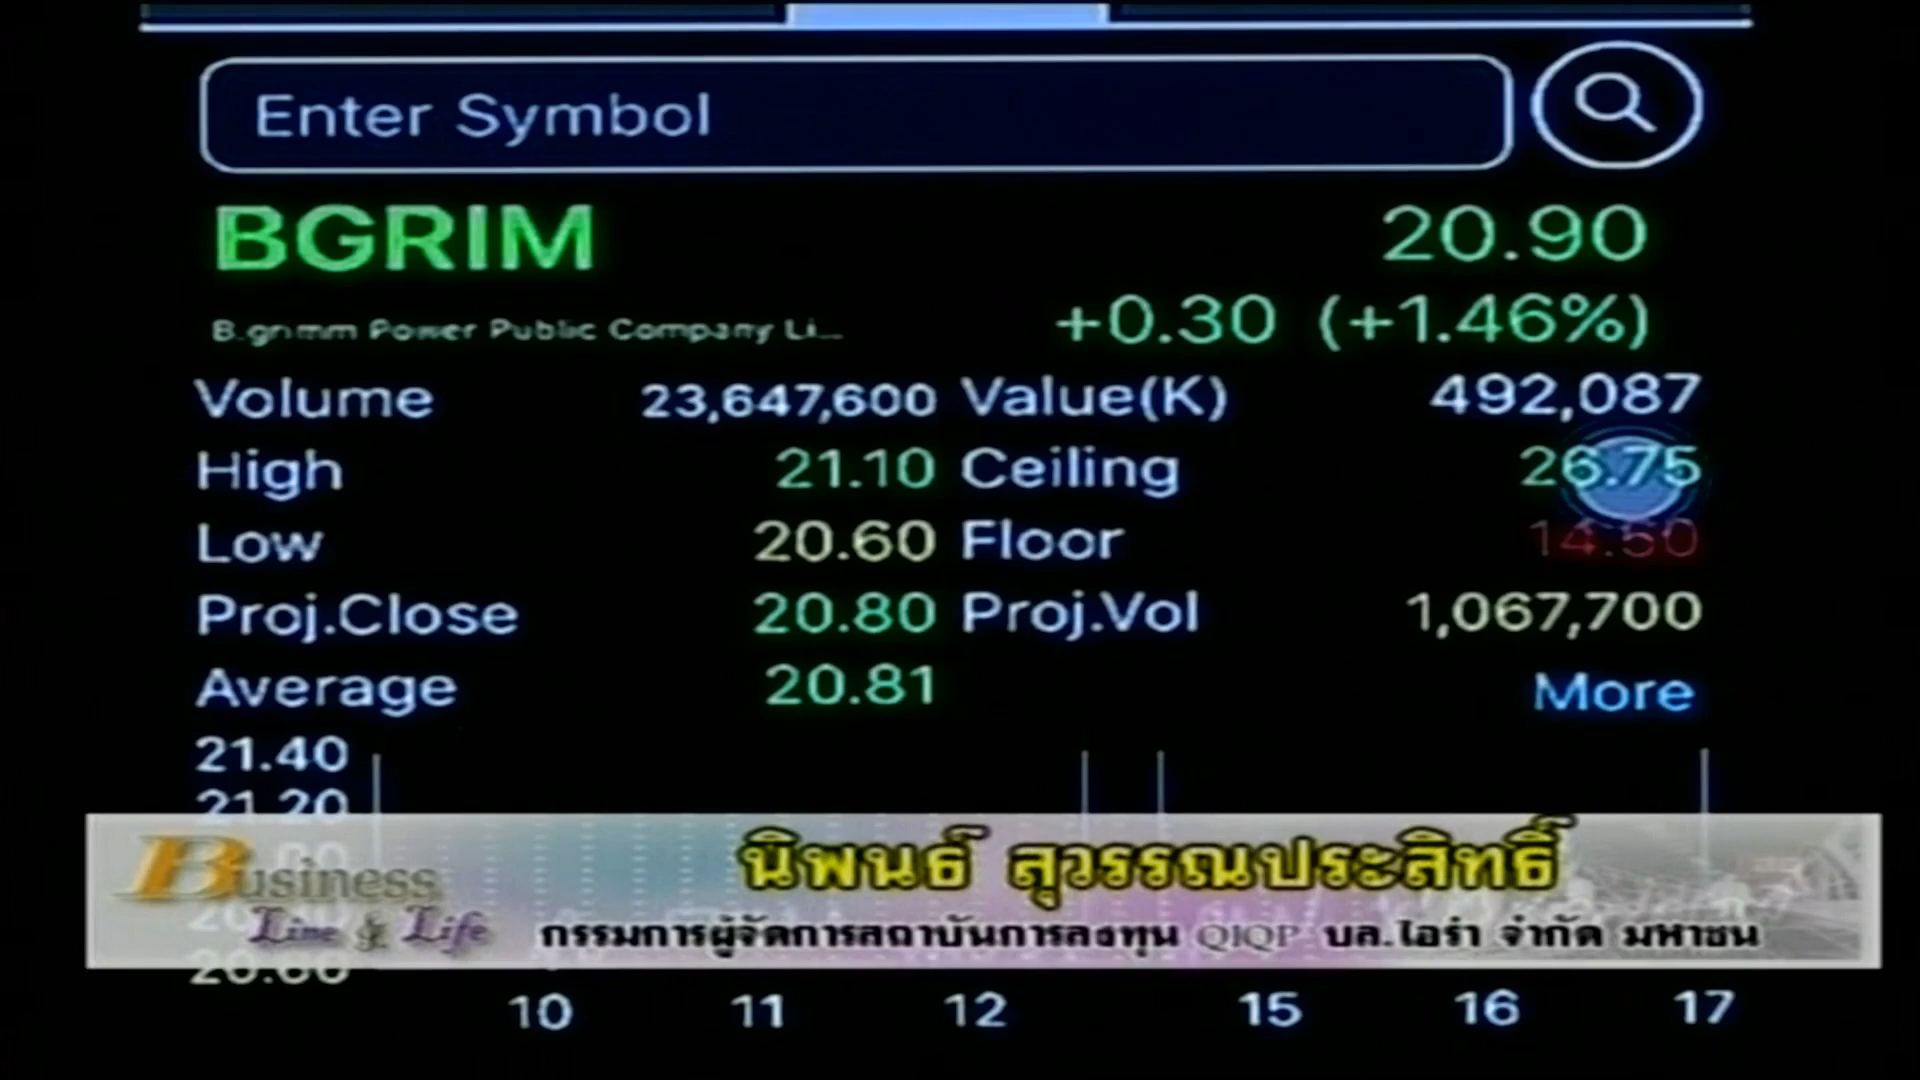 Enter Symbol
BGRIM 20.90
B.grimm Power Public Company Li... +0.30 (+1.46%)
Volume 23,647,600 Value(K) 492,087
High 21.10 Ceiling 26.75
Low 20.60 Floor 14.50
Proj.Close 20.80 Proj.Vol 1,067,700
Average 20.81 More
21.40
21.20
นิพนธ์ สุวรรณประสิทธิ์
Business
Line & Life
กรรมการผู้จัดการสถาบันการลงทุน QIQP บล.ไอร่า จำกัด มหาชน
20.60
10 11 12 15 16 17